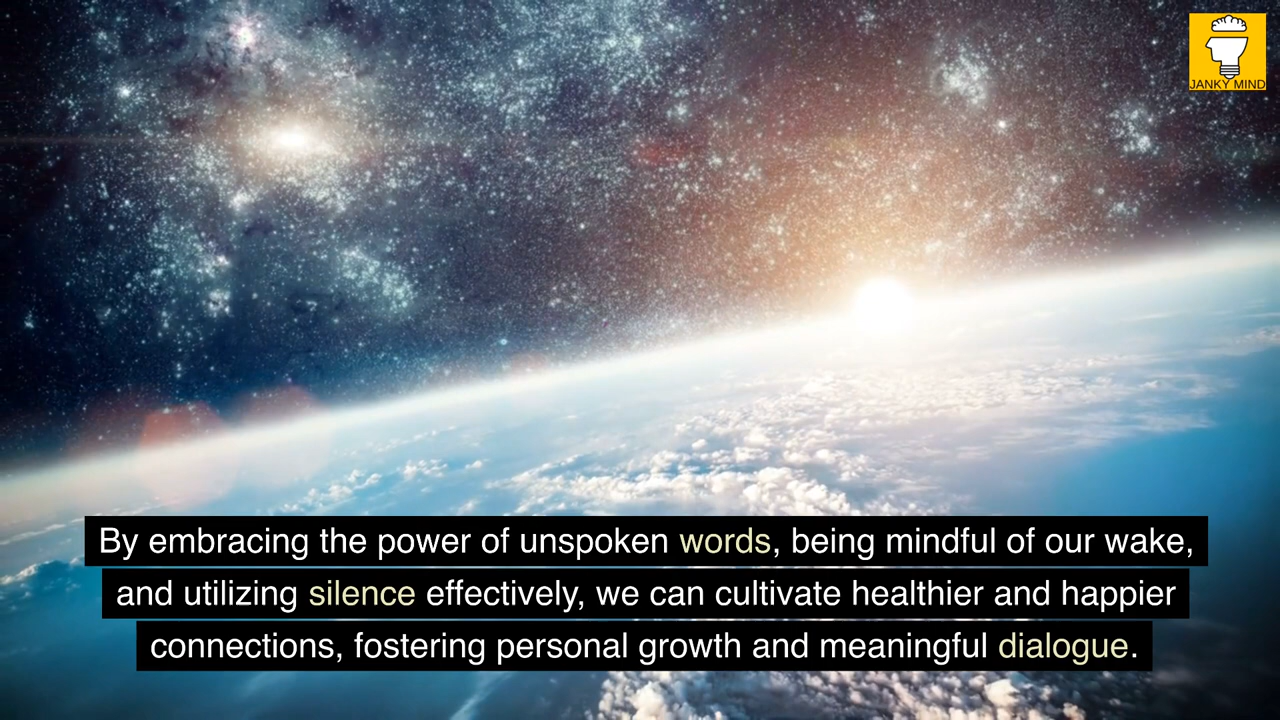 JANKY MIND
By embracing the power of unspoken words, being mindful of our wake,
and utilizing silence effectively, we can cultivate healthier and happier
connections, fostering personal growth and meaningful dialogue.